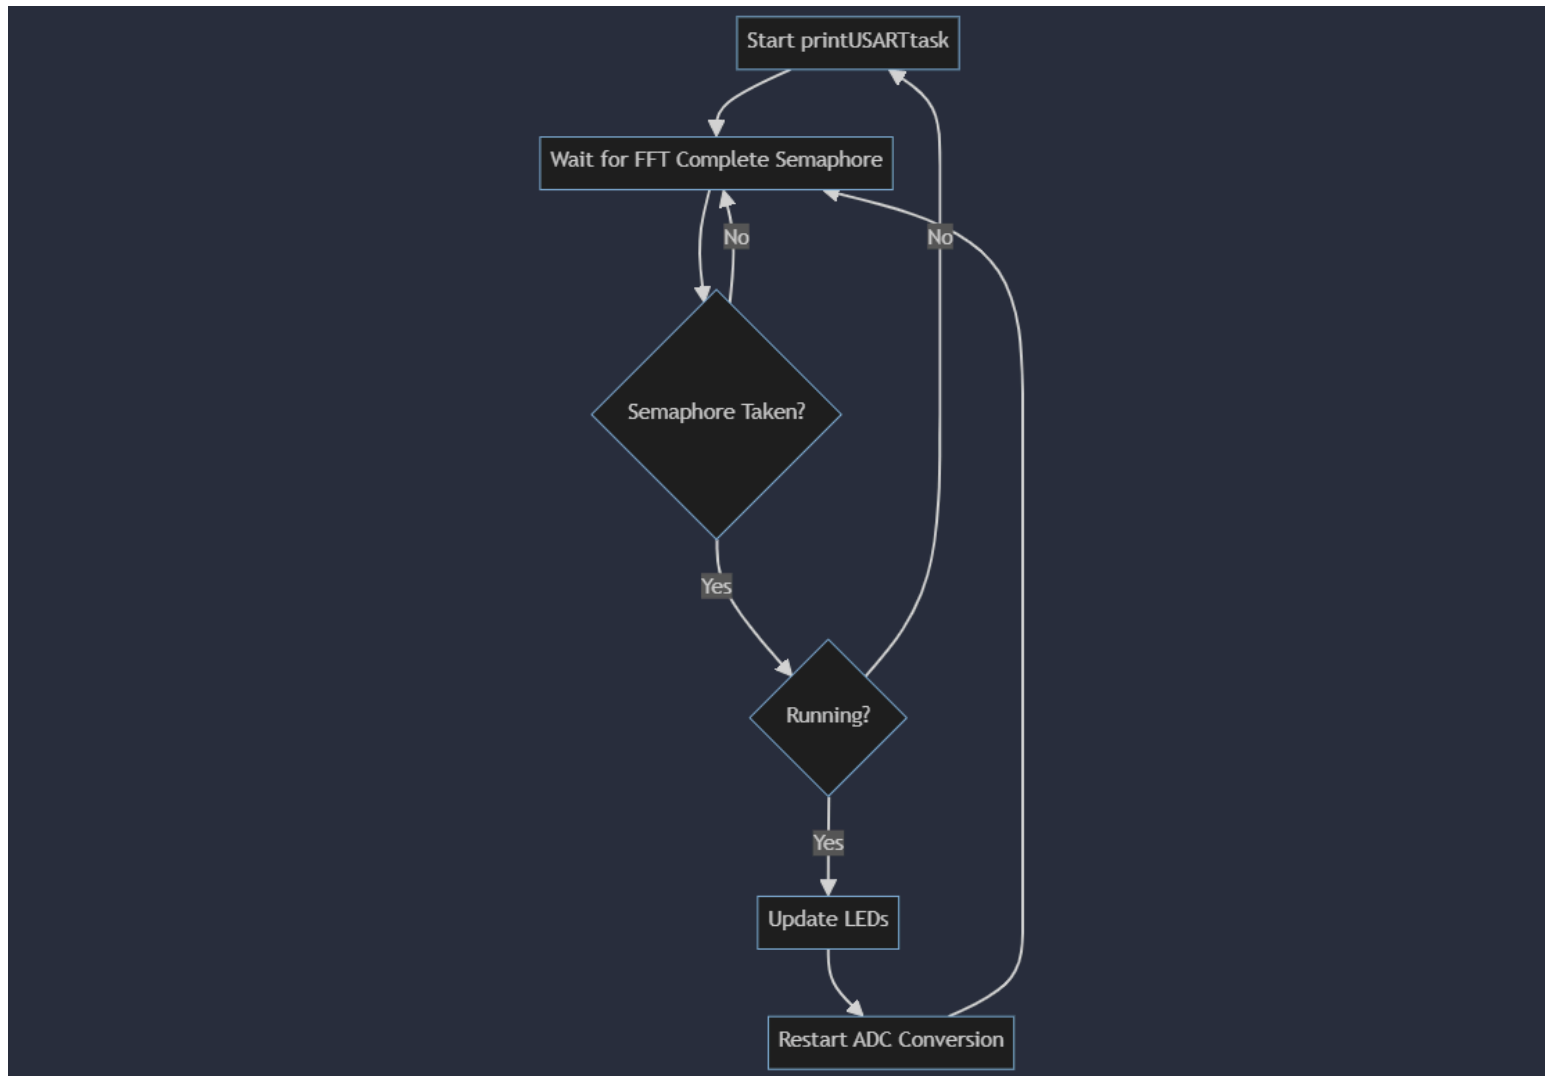 Start printUSARTtask
Wait for FFT Complete Semaphore
No
No
Semaphore Taken?
Yes
Running?
Yes
Update LEDs
Restart ADC Conversion